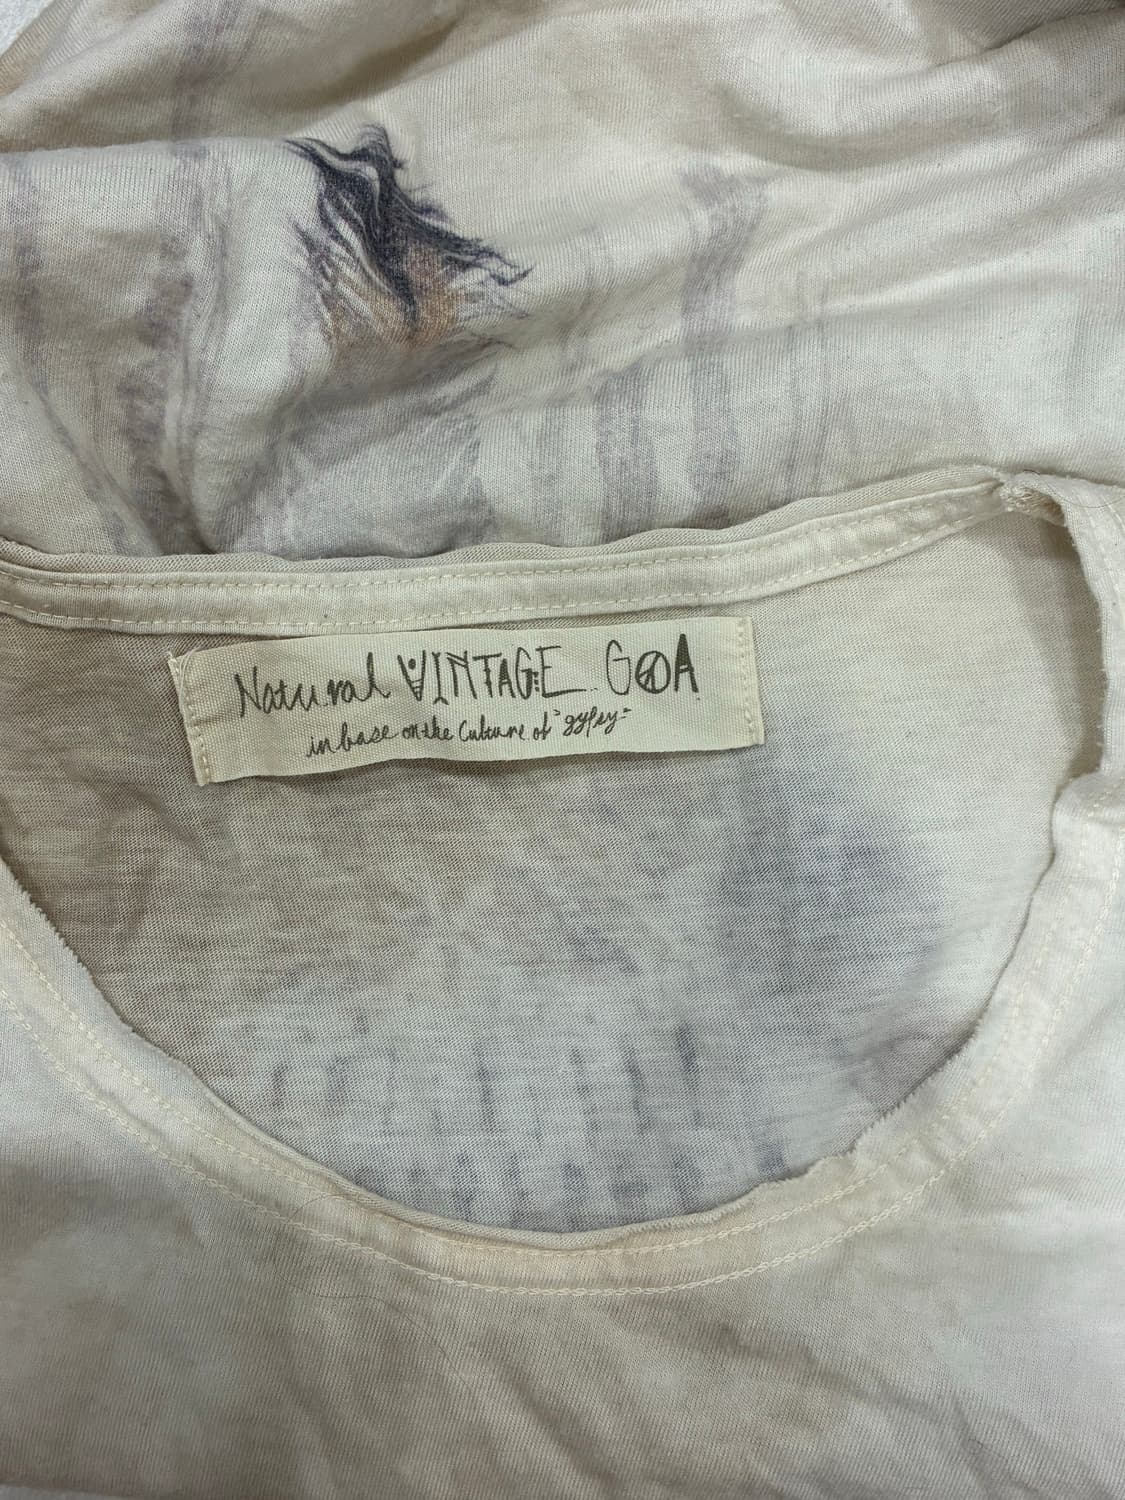 Natural VINTAGE.. GOA
in base on the Culture of "gypsy"